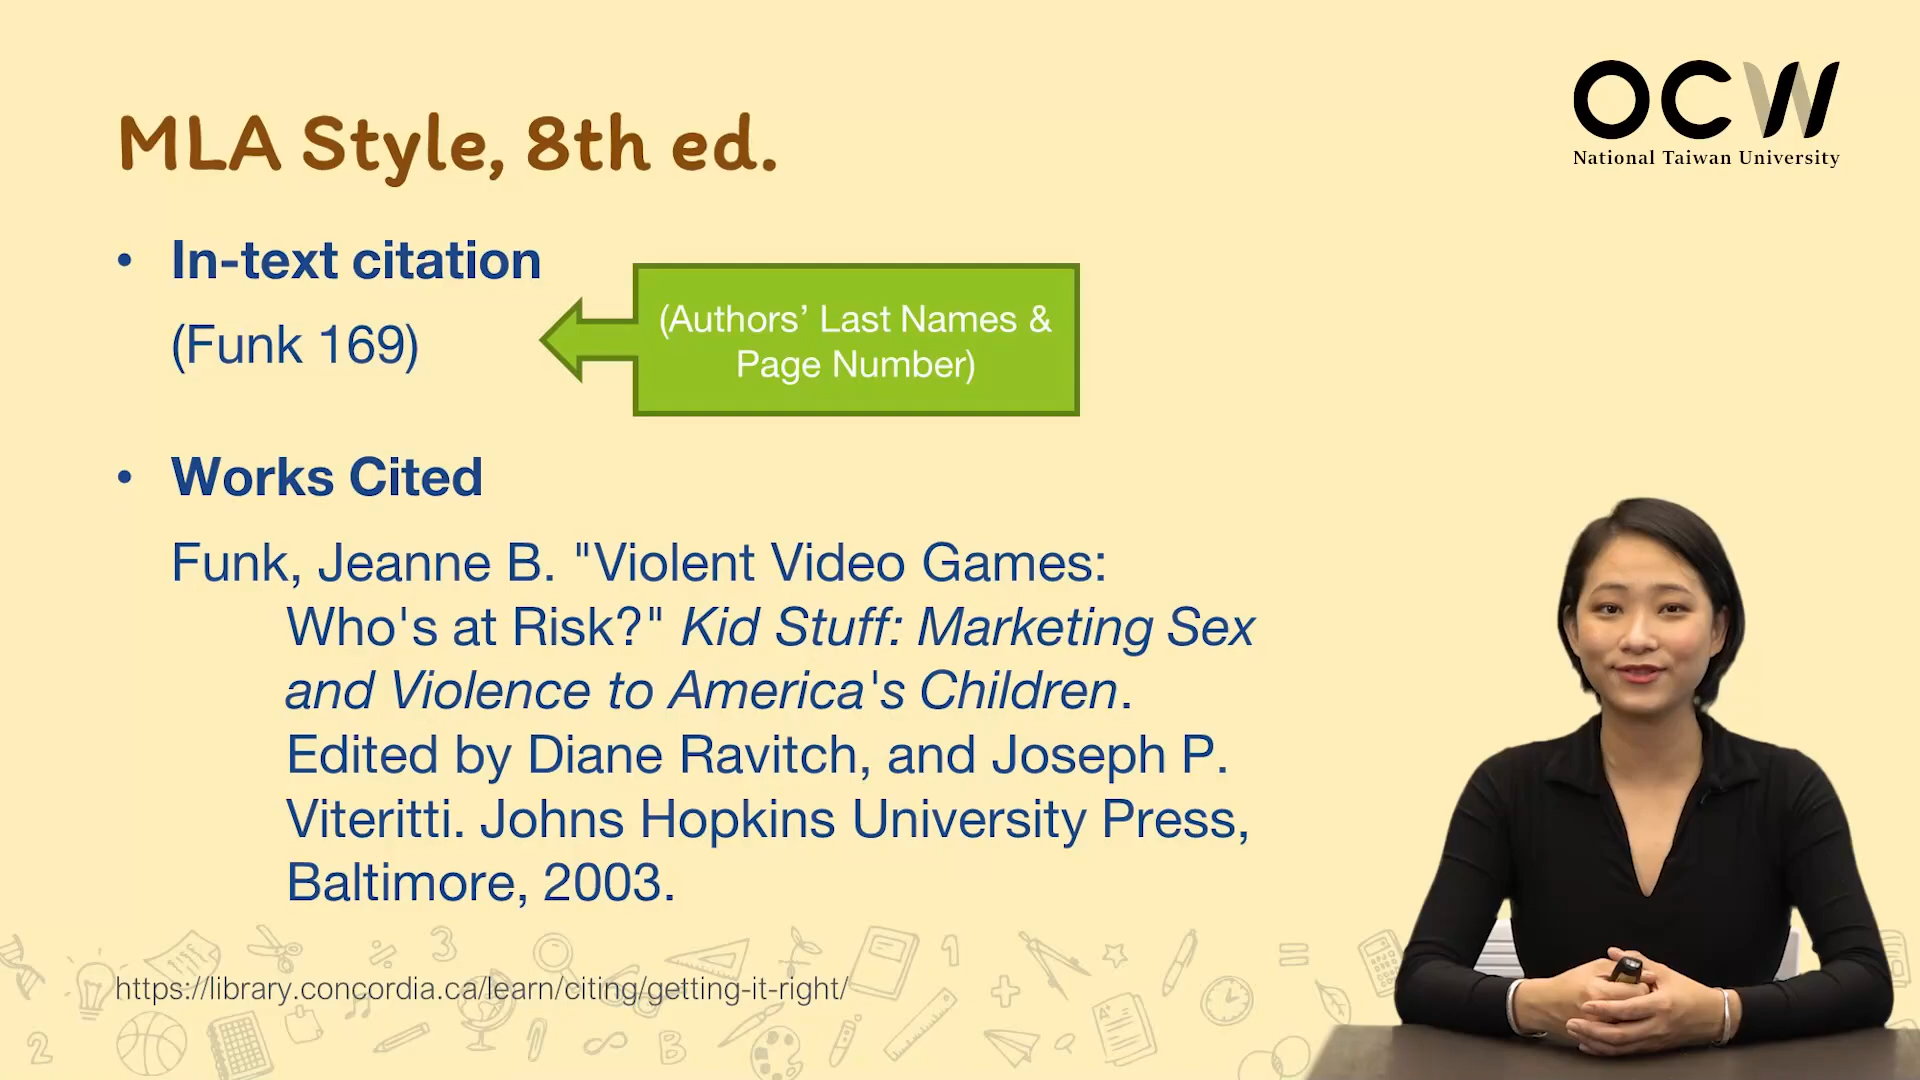 OCW
National Taiwan University
MLA Style, 8th ed.
• In-text citation
(Funk 169)
(Authors’ Last Names &
Page Number)
• Works Cited
Funk, Jeanne B. "Violent Video Games:
Who's at Risk?" Kid Stuff: Marketing Sex
and Violence to America's Children.
Edited by Diane Ravitch, and Joseph P.
Viteritti. Johns Hopkins University Press,
Baltimore, 2003.
https://library.concordia.ca/learn/citing/getting-it-right/